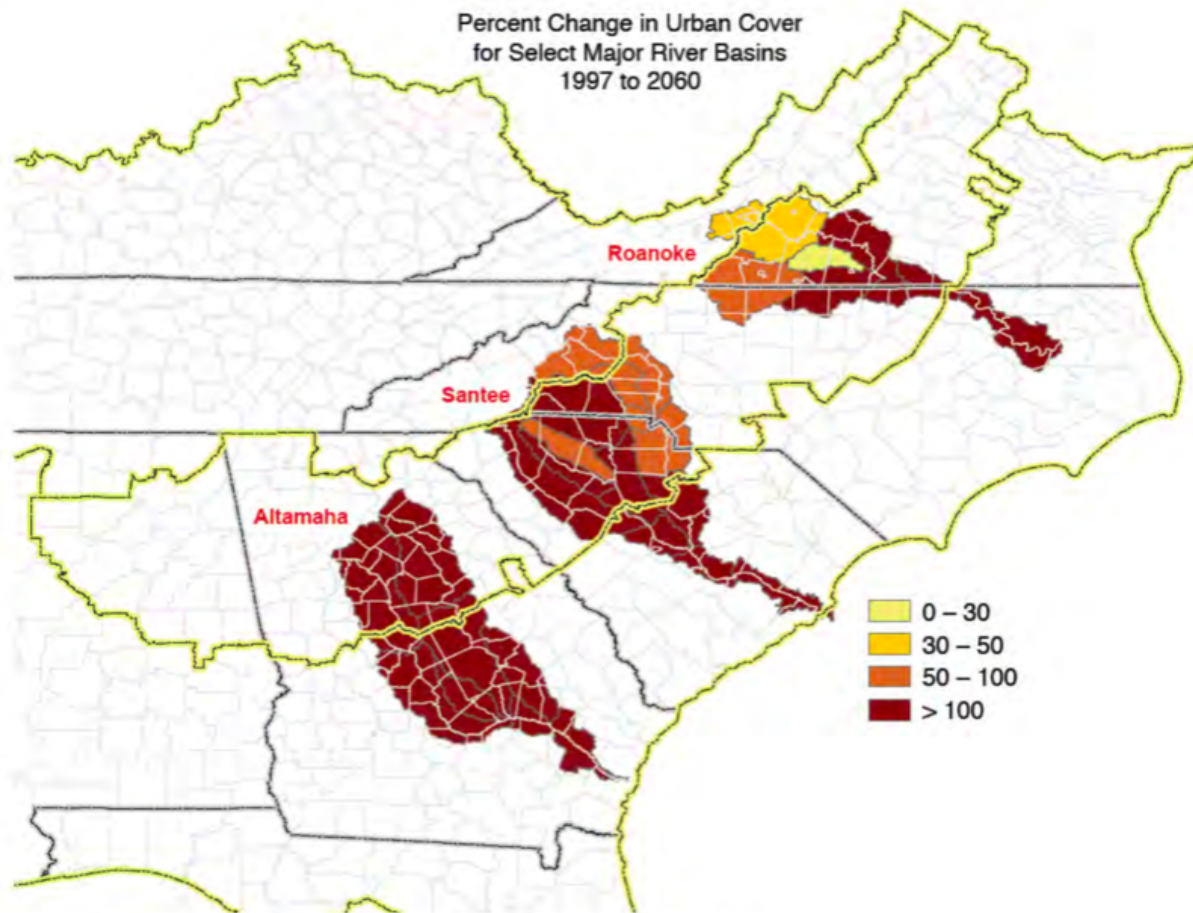 Percent Change in Urban Cover
for Select Major River Basins
1997 to 2060
Roanoke
Santee
Altamaha
0 – 30
30 – 50
50 – 100
> 100